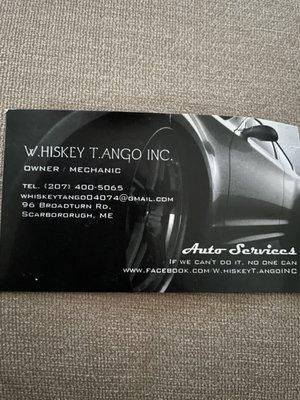 W.HISKEY T.ANGO INC.
OWNER / MECHANIC
TEL. (207) 400-5065
WHISKEYTANGO04074@GMAIL.COM
96 BROADTURN RD.
SCARBORORUGH, ME
Auto Services
IF WE CAN'T DO IT, NO ONE CAN
WWW.FACEBOOK.COM/W.HISKEYT.ANGOINC